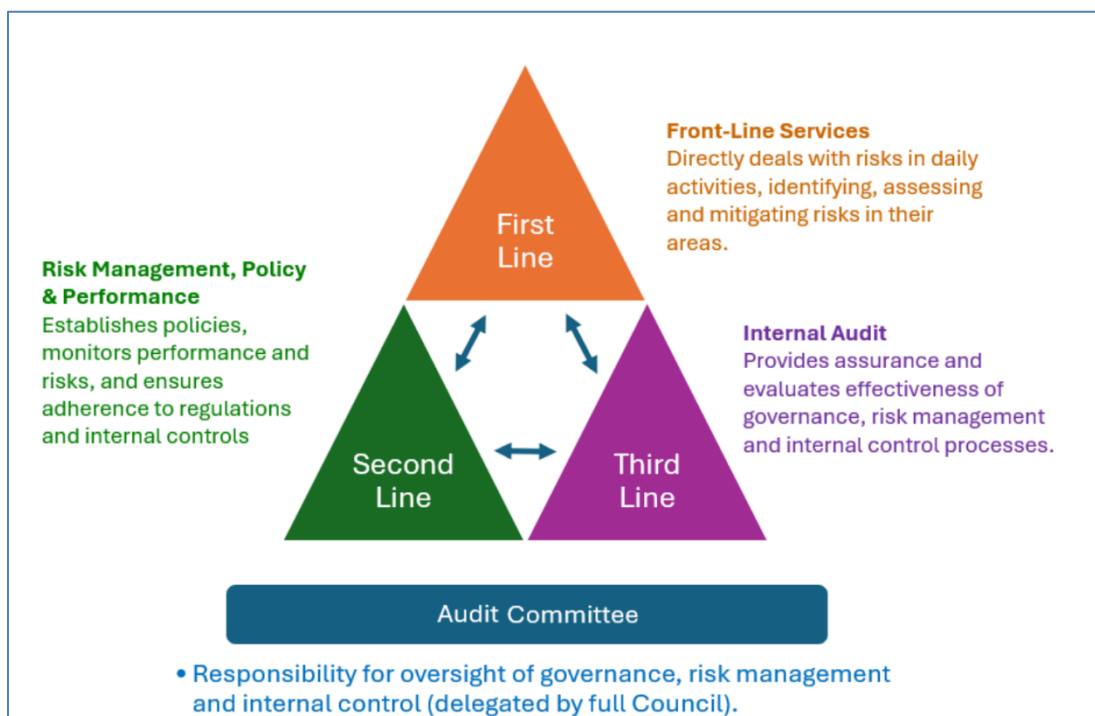 Front-Line Services
Directly deals with risks in daily
activities, identifying, assessing
and mitigating risks in their
areas.
First
Line
Risk Management, Policy
& Performance
Establishes policies,
monitors performance and
risks, and ensures
adherence to regulations
and internal controls
Internal Audit
Provides assurance and
evaluates effectiveness of
governance, risk management
and internal control processes.
Second
Line
Third
Line
Audit Committee
• Responsibility for oversight of governance, risk management
and internal control (delegated by full Council).